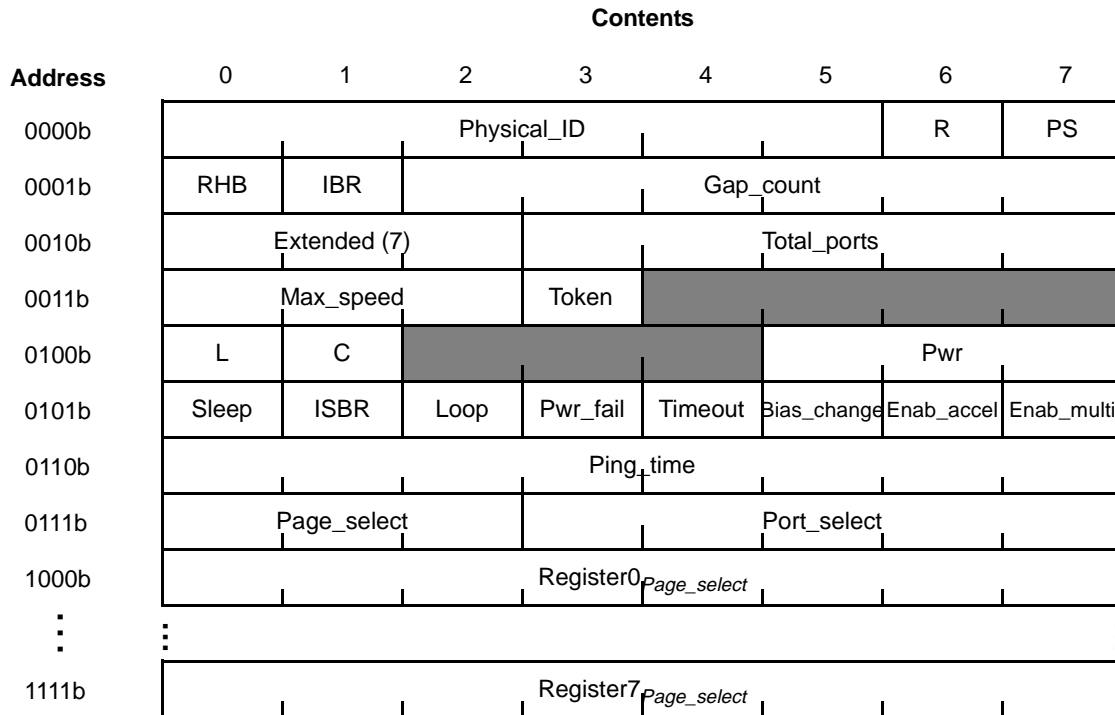 Contents
Address 0 1 2 3 4 5 6 7
0000b Physical_ID R PS
0001b RHB IBR Gap_count
0010b Extended (7) Total_ports
0011b Max_speed Token
0100b L C Pwr
0101b Sleep ISBR Loop Pwr_fail Timeout Bias_change Enab_accel Enab_multi
0110b Ping_time
0111b Page_select Port_select
1000b Register0Page_select
⋮ ⋮
1111b Register7Page_select